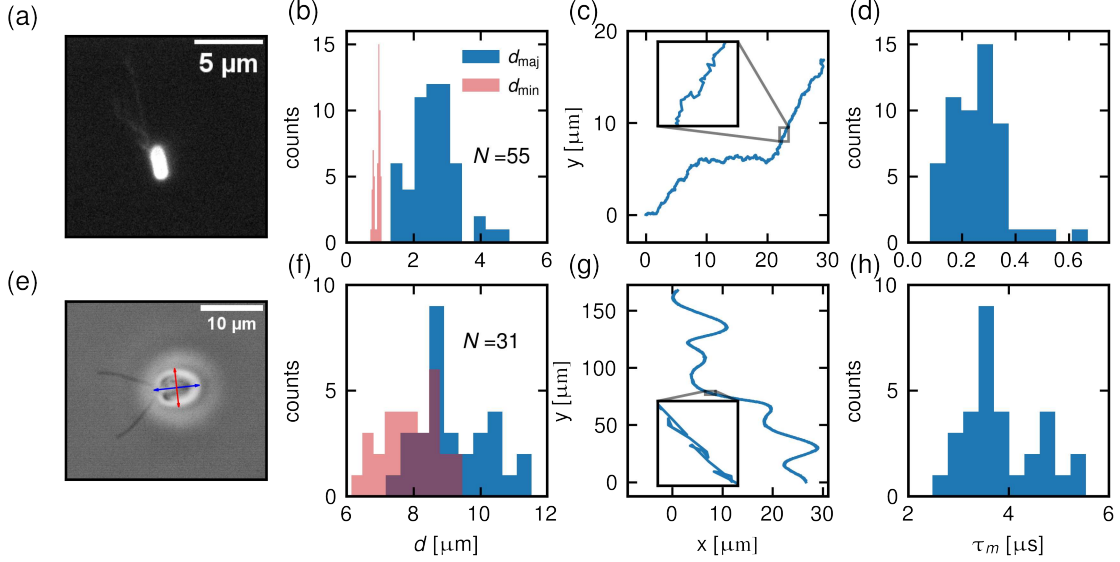 (a)
5 µm
(b)
15
10
5
0
counts
d_maj
d_min
N =55
0 2 4 6
(c)
20
10
0
y [µm]
0 10 20 30
(d)
15
10
5
0
counts
0.0 0.2 0.4 0.6
(e)
10 µm
(f)
10
5
0
counts
N =31
6 8 10 12
d [µm]
(g)
150
100
50
0
y [µm]
0 10 20 30
x [µm]
(h)
10
5
0
counts
2 4 6
τ_m [µs]